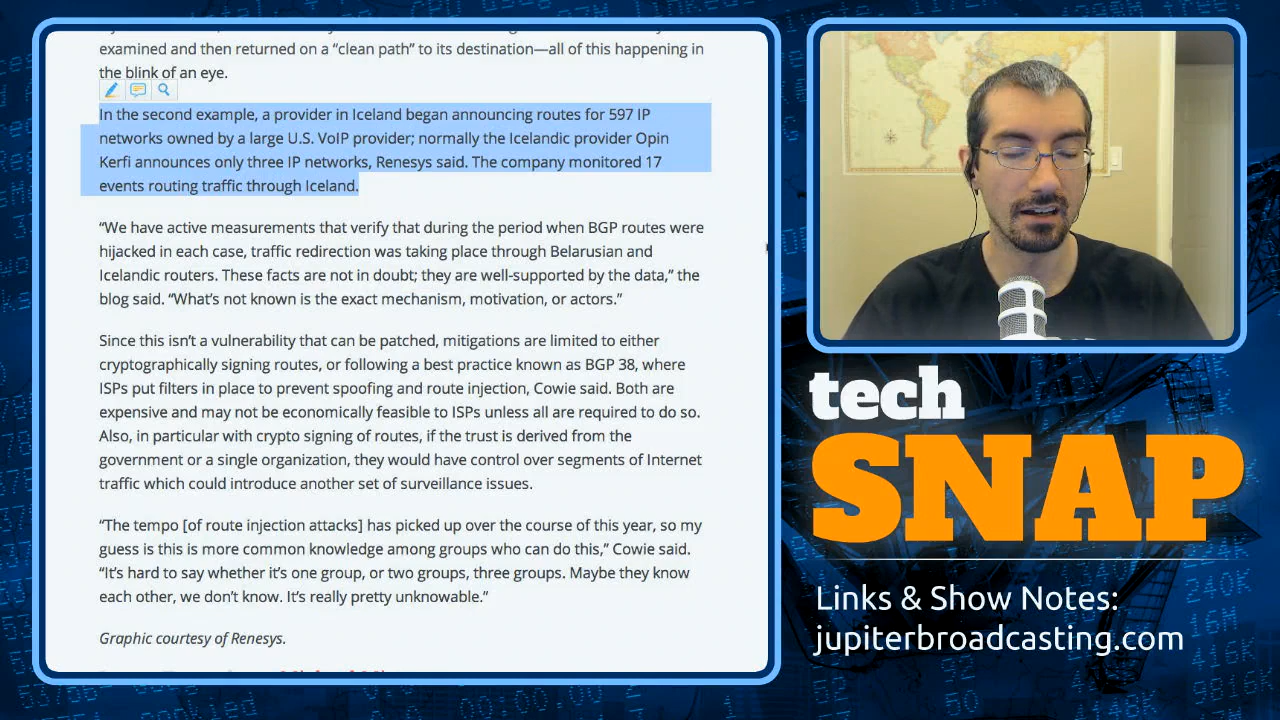 examined and then returned on a “clean path” to its destination—all of this happening in
the blink of an eye.
In the second example, a provider in Iceland began announcing routes for 597 IP
networks owned by a large U.S. VoIP provider; normally the Icelandic provider Opin
Kerfi announces only three IP networks, Renesys said. The company monitored 17
events routing traffic through Iceland.
“We have active measurements that verify that during the period when BGP routes were
hijacked in each case, traffic redirection was taking place through Belarusian and
Icelandic routers. These facts are not in doubt; they are well-supported by the data,” the
blog said. “What’s not known is the exact mechanism, motivation, or actors.”
Since this isn’t a vulnerability that can be patched, mitigations are limited to either
cryptographically signing routes, or following a best practice known as BGP 38, where
ISPs put filters in place to prevent spoofing and route injection, Cowie said. Both are
expensive and may not be economically feasible to ISPs unless all are required to do so.
Also, in particular with crypto signing of routes, if the trust is derived from the
government or a single organization, they would have control over segments of Internet
traffic which could introduce another set of surveillance issues.
“The tempo [of route injection attacks] has picked up over the course of this year, so my
guess is this is more common knowledge among groups who can do this,” Cowie said.
“It’s hard to say whether it’s one group, or two groups, three groups. Maybe they know
each other, we don’t know. It’s really pretty unknowable.”
Graphic courtesy of Renesys.
tech
SNAP
Links & Show Notes:
jupiterbroadcasting.com